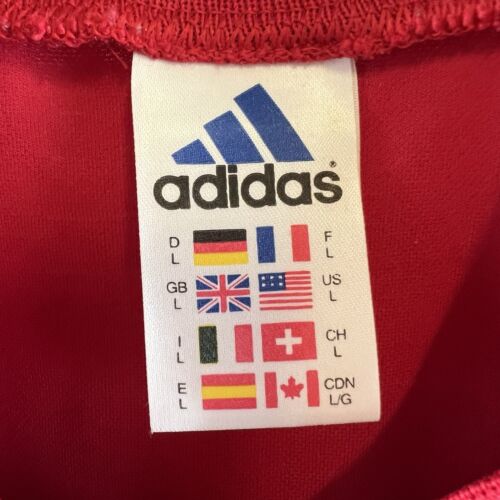 adidas®
D F
L L
GB US
L L
I CH
L L
E CDN
L L/G